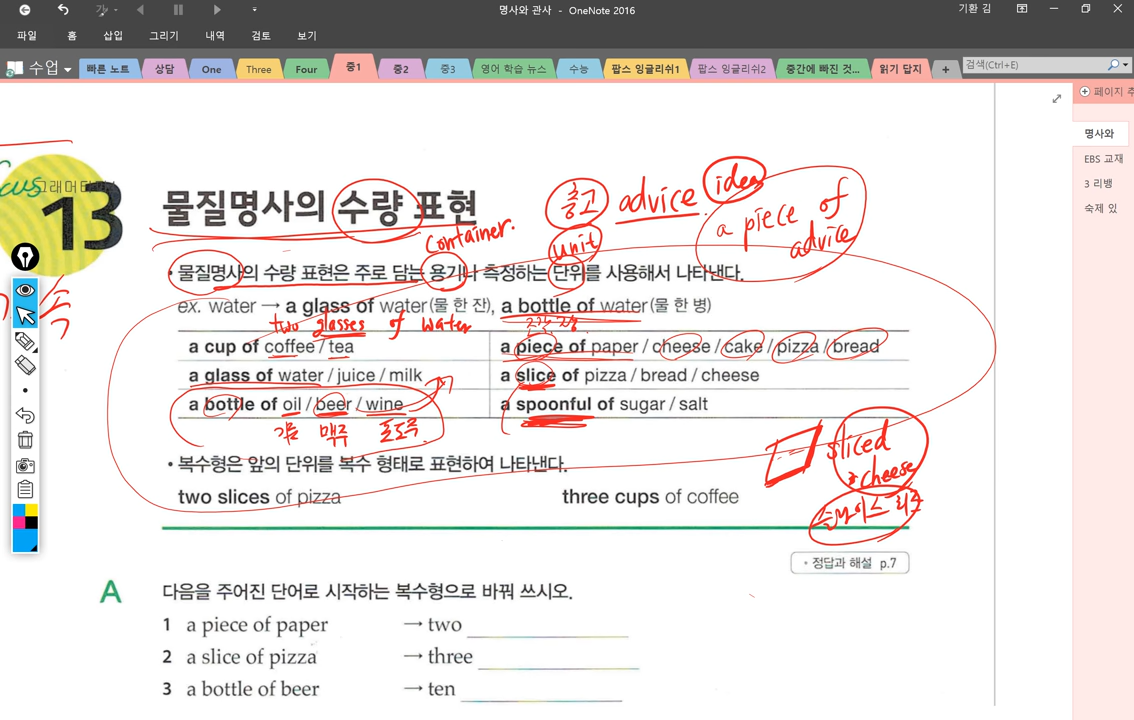 명사와 관사 - OneNote 2016
기환 김
파일 홈 삽입 그리기 내역 검토 보기
수업 빠른 노트 상담 One Three Four 중1 중2 중3 영어 학습 뉴스 수능 팝스 잉글리쉬1 팝스 잉글리쉬2 중간에 빠진 것... 읽기 답지 + 검색(Ctrl+E)
페이지 추
명사와
EBS 교재
3 리뱅
숙제 있
cus
13
물질명사의 수량 표현
충고 advice idea
a piece of advice
container.
unit
• 물질명사의 수량 표현은 주로 담는 용기나 측정하는 단위를 사용해서 나타낸다.
ex. water → a glass of water(물 한 잔), a bottle of water(물 한 병)
two glasses of water
a cup of coffee / tea
a piece of paper / cheese / cake / pizza / bread
a glass of water / juice / milk
a slice of pizza / bread / cheese
a bottle of oil / beer / wine
a spoonful of sugar / salt
기름 맥주 포도주
sliced cheese
슬라이스 치즈
• 복수형은 앞의 단위를 복수 형태로 표현하여 나타낸다.
two slices of pizza
three cups of coffee
• 정답과 해설 p.7
A 다음을 주어진 단어로 시작하는 복수형으로 바꿔 쓰시오.
1 a piece of paper → two
2 a slice of pizza → three
3 a bottle of beer → ten